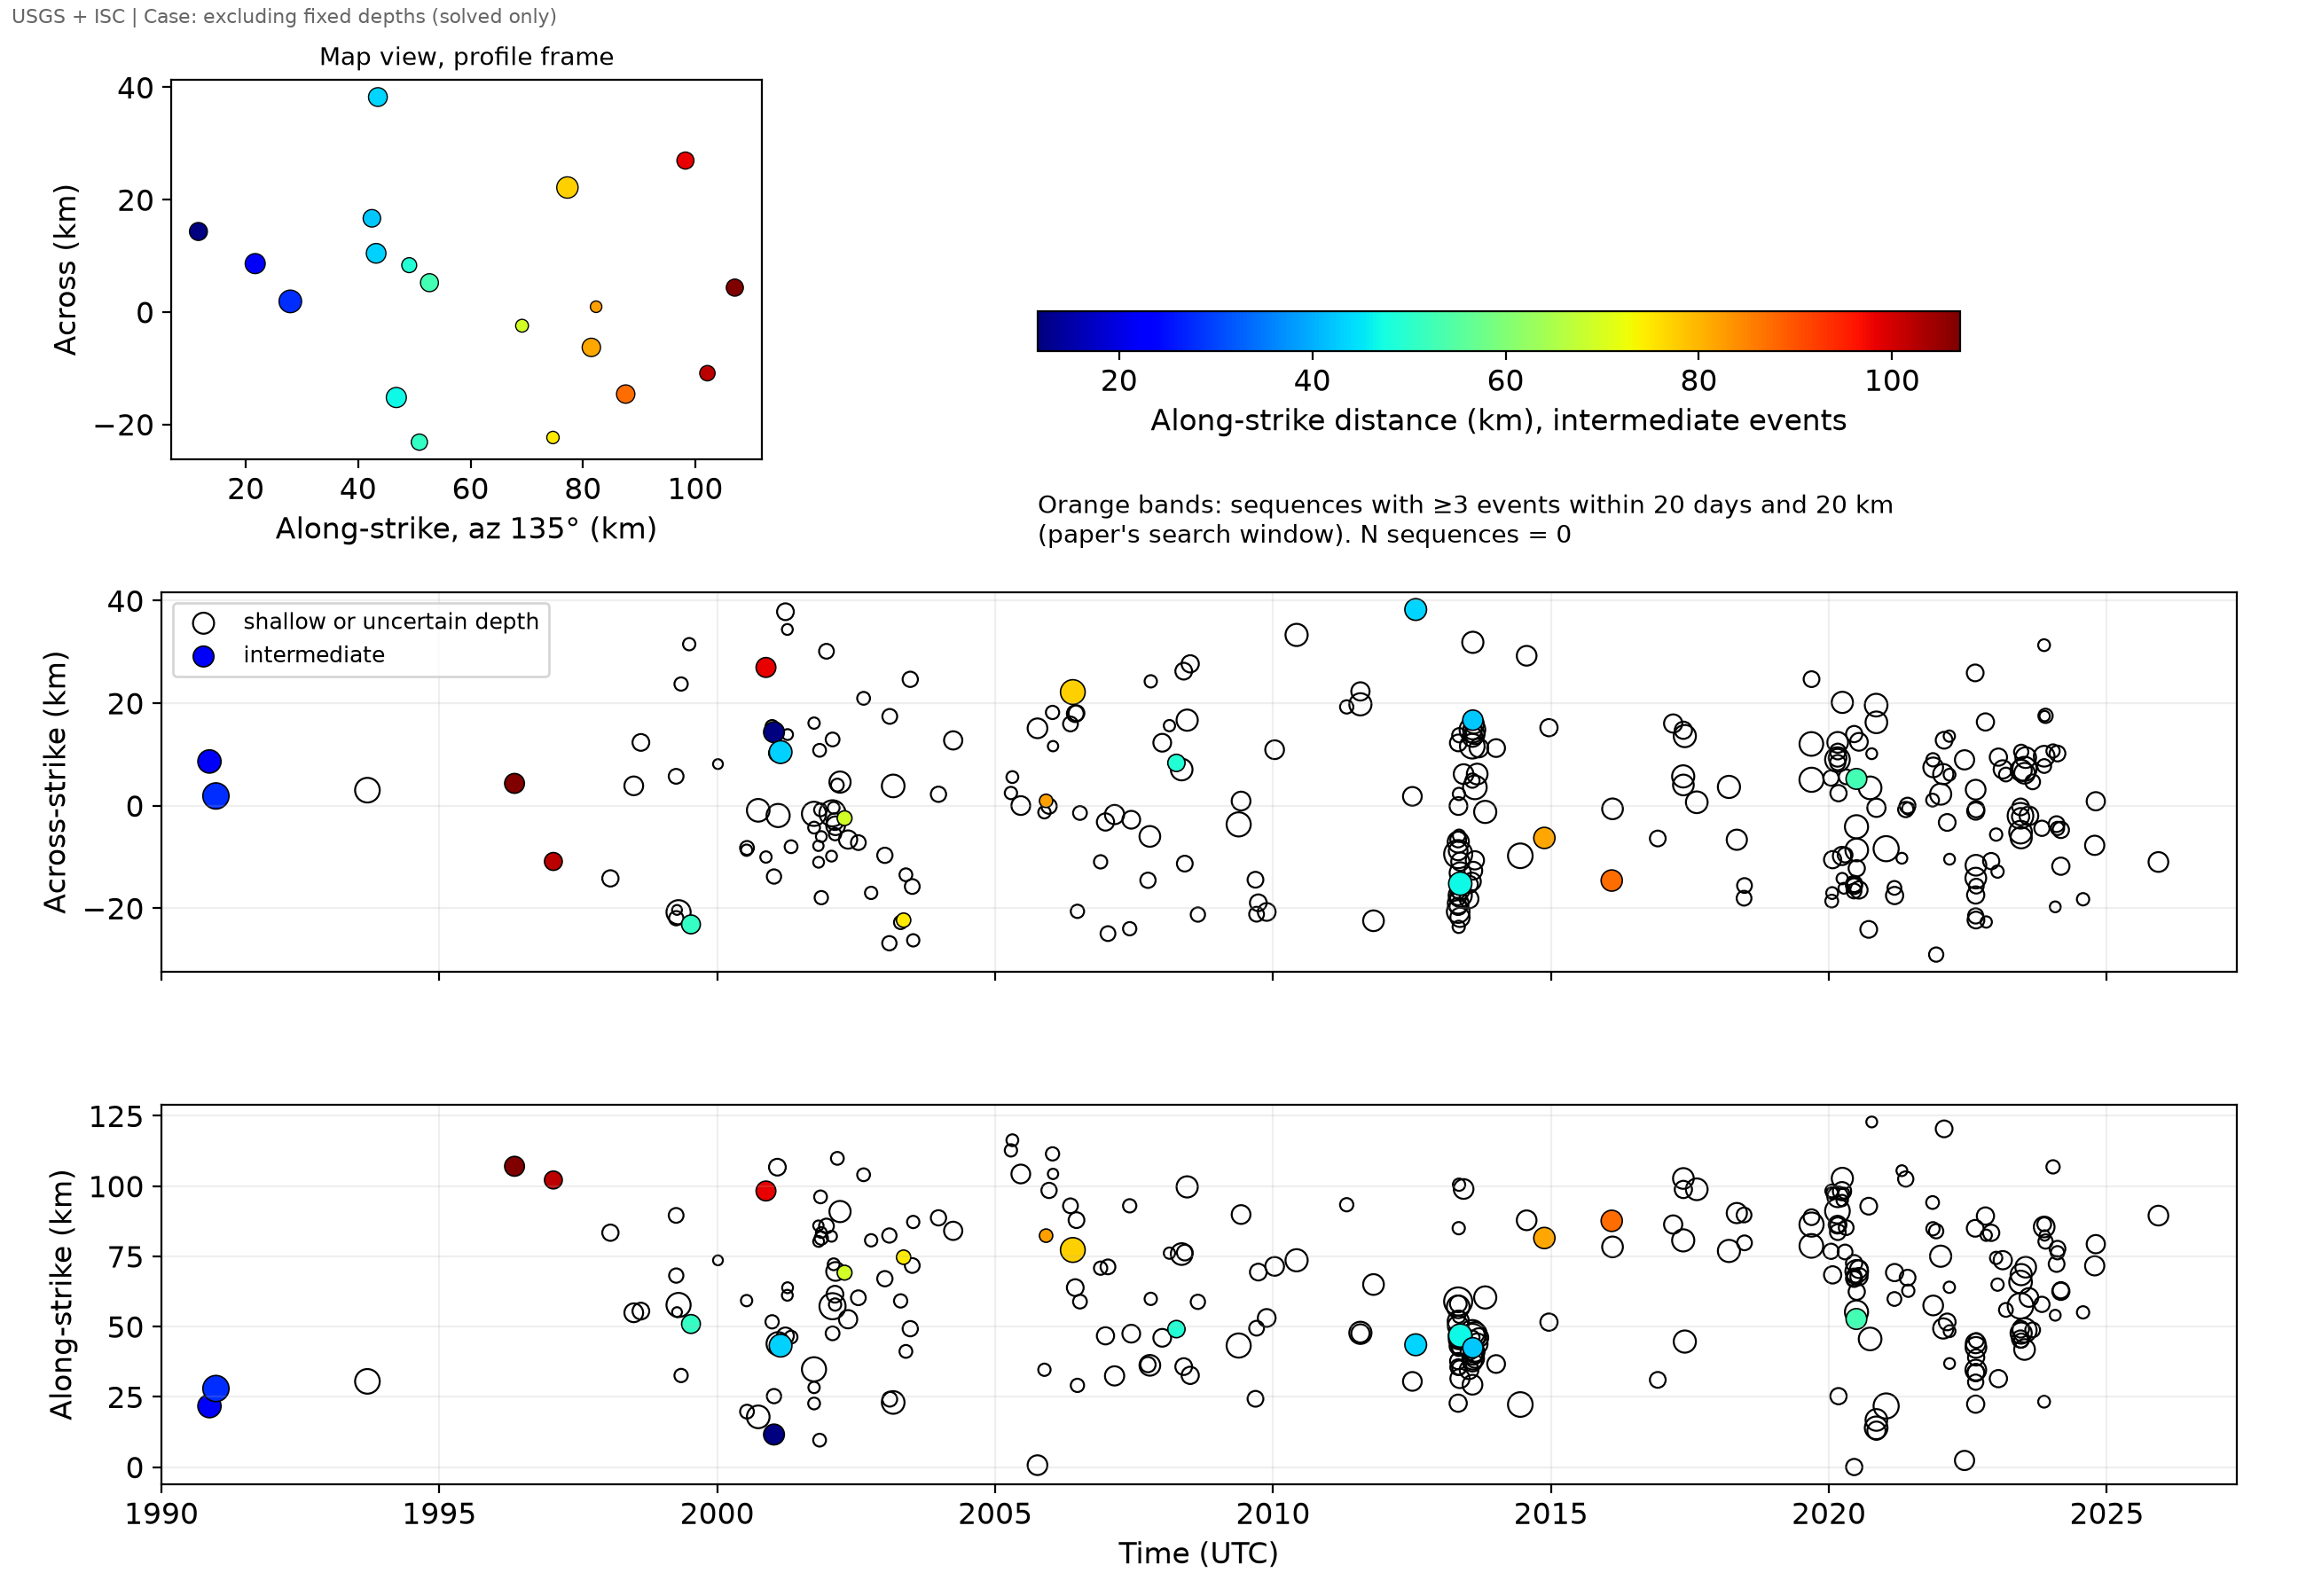 USGS + ISC | Case: excluding fixed depths (solved only)
Map view, profile frame
40
20
0
−20
Across (km)
20 40 60 80 100
Along-strike, az 135° (km)
20 40 60 80 100
Along-strike distance (km), intermediate events
Orange bands: sequences with ≥3 events within 20 days and 20 km
(paper's search window). N sequences = 0
40
20
0
−20
Across-strike (km)
shallow or uncertain depth
intermediate
125
100
75
50
25
0
Along-strike (km)
1990 1995 2000 2005 2010 2015 2020 2025
Time (UTC)